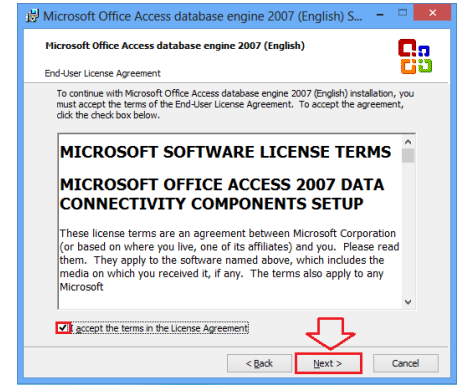 Microsoft Office Access database engine 2007 (English) S...
Microsoft Office Access database engine 2007 (English)
End-User License Agreement
To continue with Microsoft Office Access database engine 2007 (English) installation, you
must accept the terms of the End-User License Agreement. To accept the agreement,
click the check box below.
MICROSOFT SOFTWARE LICENSE TERMS
MICROSOFT OFFICE ACCESS 2007 DATA
CONNECTIVITY COMPONENTS SETUP
These license terms are an agreement between Microsoft Corporation
(or based on where you live, one of its affiliates) and you. Please read
them. They apply to the software named above, which includes the
media on which you received it, if any. The terms also apply to any
Microsoft
I accept the terms in the License Agreement
< Back Next > Cancel